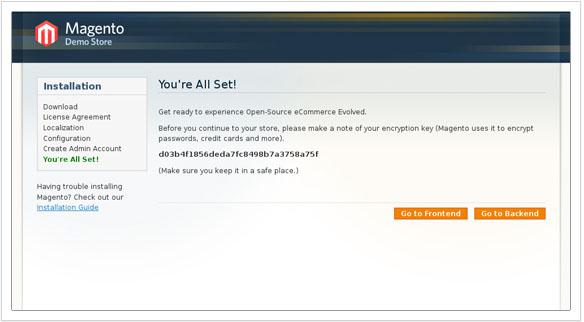 Magento
Demo Store
Installation
Download
License Agreement
Localization
Configuration
Create Admin Account
You're All Set!
Having trouble installing
Magento? Check out our
Installation Guide
You're All Set!
Get ready to experience Open-Source eCommerce Evolved.
Before you continue to your store, please make a note of your encryption key (Magento uses it to encrypt
passwords, credit cards and more).
d03b4f1856deda7fc8498b7a3758a75f
(Make sure you keep it in a safe place.)
Go to Frontend
Go to Backend